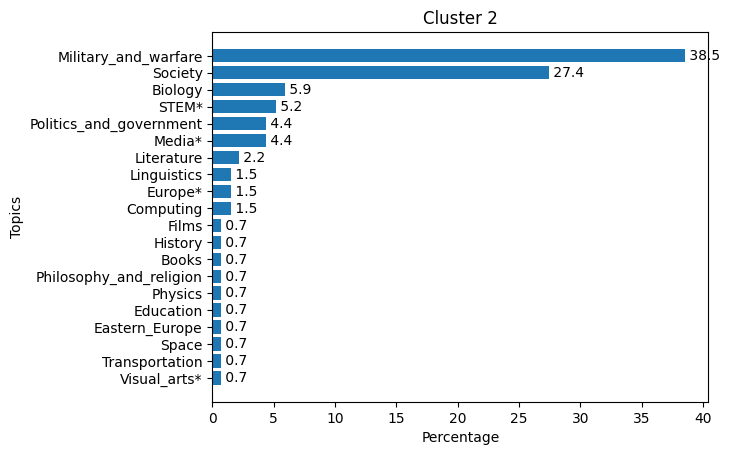 Cluster 2
Military_and_warfare 38.5
Society 27.4
Biology 5.9
STEM* 5.2
Politics_and_government 4.4
Media* 4.4
Literature 2.2
Linguistics 1.5
Europe* 1.5
Computing 1.5
Films 0.7
History 0.7
Books 0.7
Philosophy_and_religion 0.7
Physics 0.7
Education 0.7
Eastern_Europe 0.7
Space 0.7
Transportation 0.7
Visual_arts* 0.7
Topics
0 5 10 15 20 25 30 35 40
Percentage